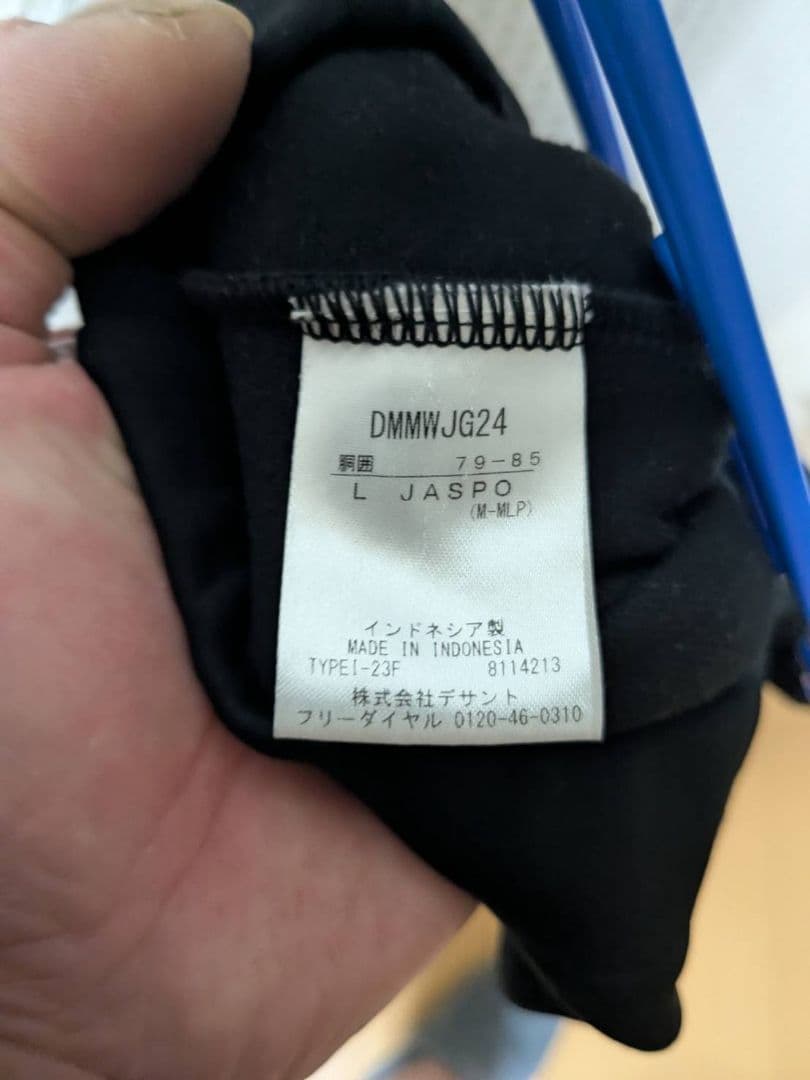 DMMWJG24
胴囲 79-85
L JASPO
(M-MLP)
インドネシア製
MADE IN INDONESIA
TYPEI-23F 8114213
株式会社デサント
フリーダイヤル 0120-46-0310